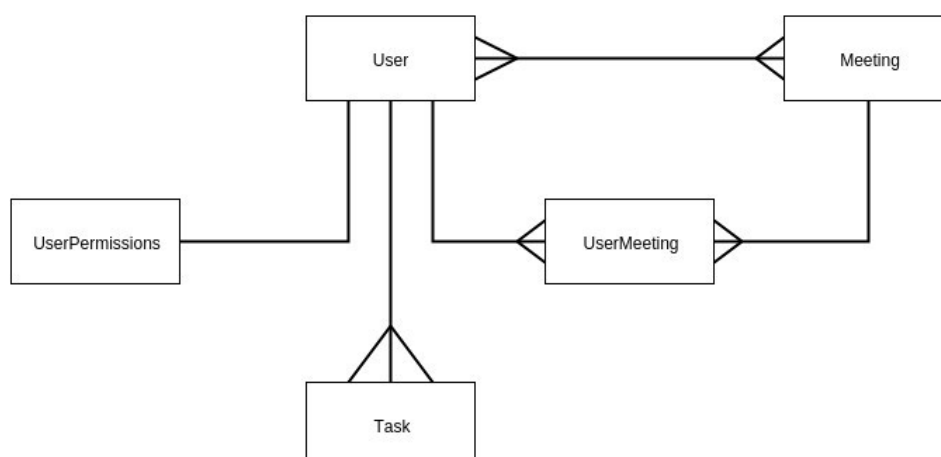 User
Meeting
UserPermissions
UserMeeting
Task